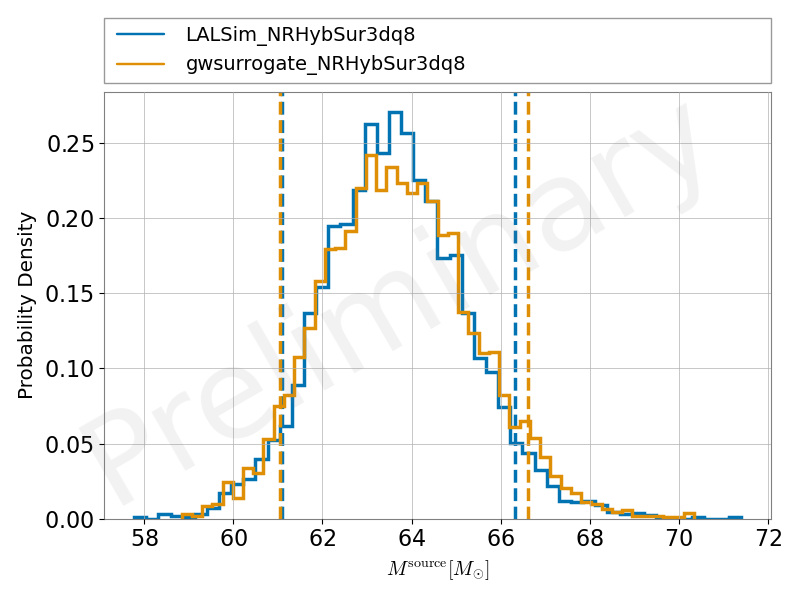 LALSim_NRHybSur3dq8
gwsurrogate_NRHybSur3dq8
Preliminary
Probability Density
0.25
0.20
0.15
0.10
0.05
0.00
58 60 62 64 66 68 70 72
M^source [M_⊙]